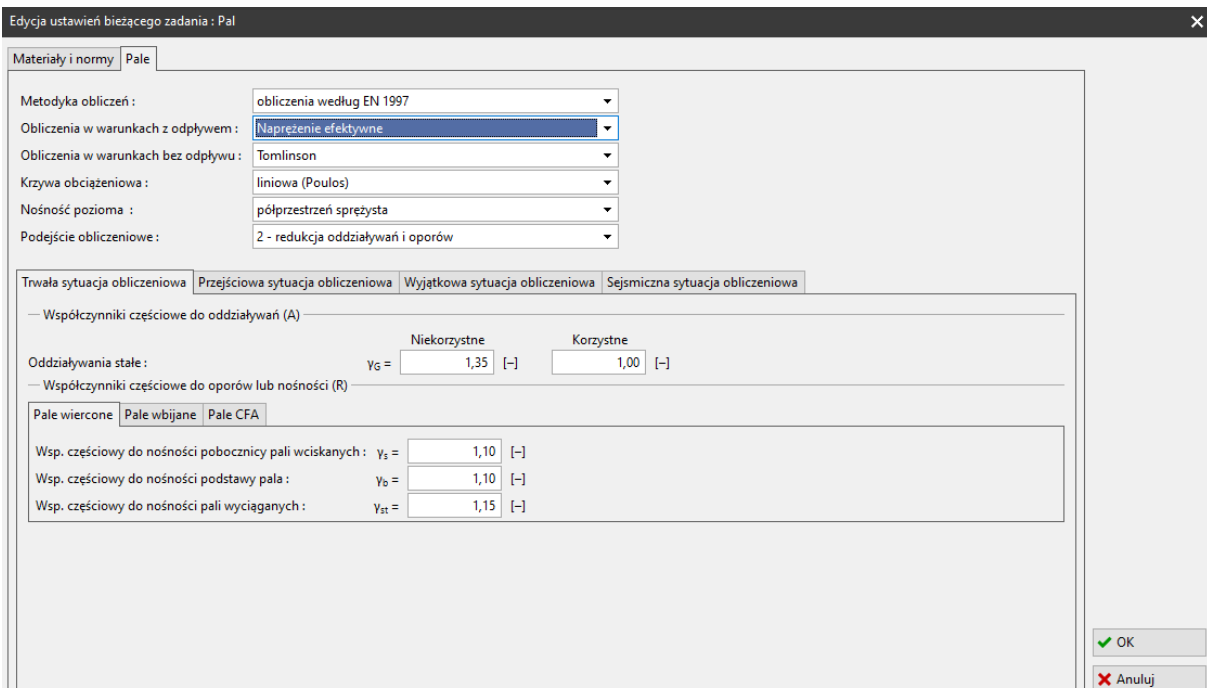 Edycja ustawień bieżącego zadania : Pal
Materiały i normy Pale
Metodyka obliczeń : obliczenia według EN 1997
Obliczenia w warunkach z odpływem : Naprężenie efektywne
Obliczenia w warunkach bez odpływu : Tomlinson
Krzywa obciążeniowa : liniowa (Poulos)
Nośność pozioma : półprzestrzeń sprężysta
Podejście obliczeniowe : 2 - redukcja oddziaływań i oporów
Trwała sytuacja obliczeniowa Przejściowa sytuacja obliczeniowa Wyjątkowa sytuacja obliczeniowa Sejsmiczna sytuacja obliczeniowa
Współczynniki częściowe do oddziaływań (A)
Niekorzystne Korzystne
Oddziaływania stałe : γG = 1,35 [–] 1,00 [–]
Współczynniki częściowe do oporów lub nośności (R)
Pale wiercone Pale wbijane Pale CFA
Wsp. częściowy do nośności pobocznicy pali wciskanych : γs = 1,10 [–]
Wsp. częściowy do nośności podstawy pala : γb = 1,10 [–]
Wsp. częściowy do nośności pali wyciąganych : γst = 1,15 [–]
OK
Anuluj